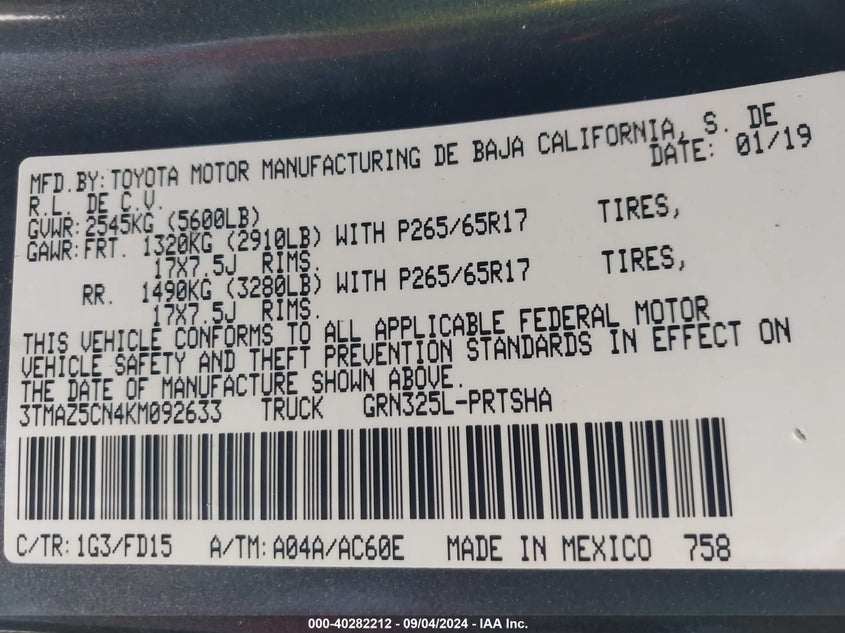 MFD.BY: TOYOTA MOTOR MANUFACTURING DE BAJA CALIFORNIA, S. DE
R.L. DE C.V. DATE: 01/19
GVWR: 2545KG (5600LB)
GAWR: FRT. 1320KG (2910LB) WITH P265/65R17 TIRES,
17X7.5J RIMS.
RR. 1490KG (3280LB) WITH P265/65R17 TIRES,
17X7.5J RIMS.
THIS VEHICLE CONFORMS TO ALL APPLICABLE FEDERAL MOTOR
VEHICLE SAFETY AND THEFT PREVENTION STANDARDS IN EFFECT ON
THE DATE OF MANUFACTURE SHOWN ABOVE.
3TMAZ5CN4KM092633 TRUCK GRN325L-PRTSHA
C/TR: 1G3/FD15 A/TM: A04A/AC60E MADE IN MEXICO 758
000-40282212 - 09/04/2024 - IAA Inc.